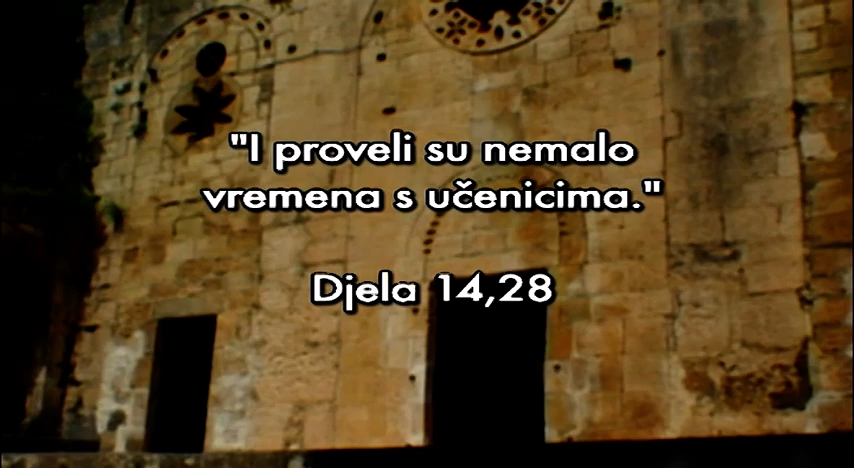 "I proveli su nemalo
vremena s učenicima."
Djela 14,28